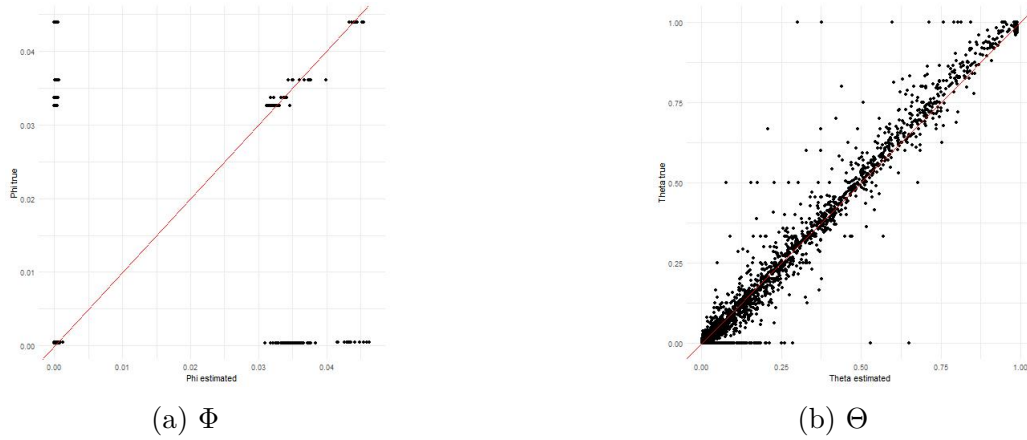 0.04
0.03
0.02
0.01
0.00
Phi true
0.00 0.01 0.02 0.03 0.04
Phi estimated
(a) Φ
1.00
0.75
0.50
0.25
0.00
Theta true
0.00 0.25 0.50 0.75 1.00
Theta estimated
(b) Θ